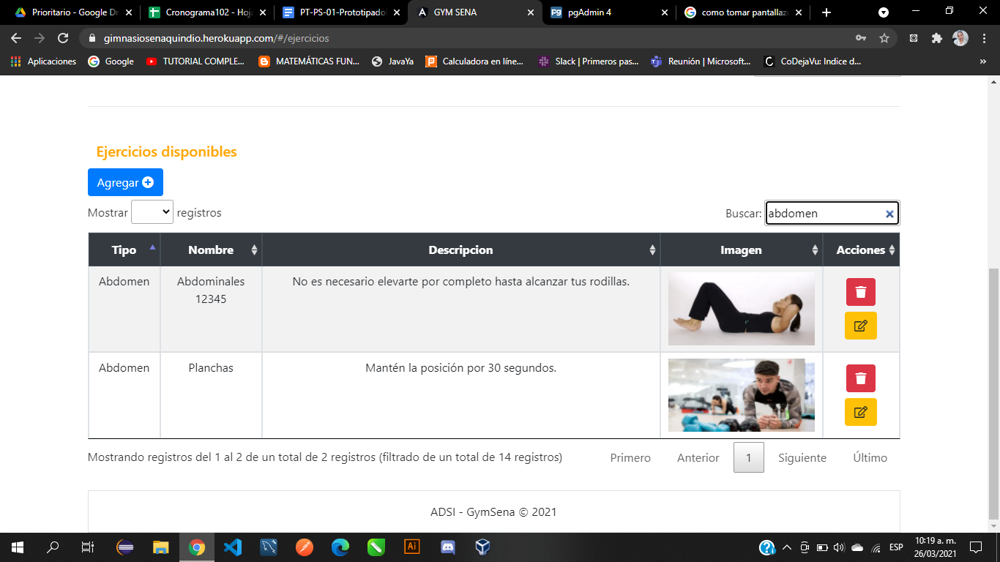 Prioritario - Google Dr
Cronograma102 - Hoja
PT-PS-01-Prototipado
GYM SENA
pgAdmin 4
como tomar pantallazo
gimnasiosenaquindio.herokuapp.com/#/ejercicios
Aplicaciones
Google
TUTORIAL COMPLE...
MATEMÁTICAS FUN...
JavaYa
Calculadora en líne...
Slack | Primeros pas...
Reunión | Microsoft...
CoDejaVu: Indice d...
Ejercicios disponibles
Agregar
Mostrar registros
Buscar: abdomen
Tipo Nombre Descripcion Imagen Acciones
Abdomen Abdominales 12345 No es necesario elevarte por completo hasta alcanzar tus rodillas.
Abdomen Planchas Mantén la posición por 30 segundos.
Mostrando registros del 1 al 2 de un total de 2 registros (filtrado de un total de 14 registros)
Primero Anterior 1 Siguiente Último
ADSI - GymSena © 2021
ESP
10:19 a. m.
26/03/2021